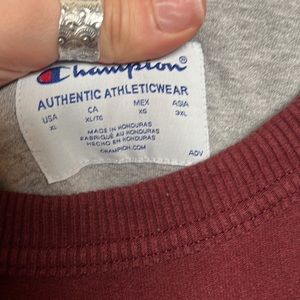 Champion®
AUTHENTIC ATHLETICWEAR
USA CA MEX ASIA
XL XL/TG XG 3XL
MADE IN HONDURAS
FABRIQUE AU HONDURAS
HECHO EN HONDURAS
CHAMPION.COM
ADV